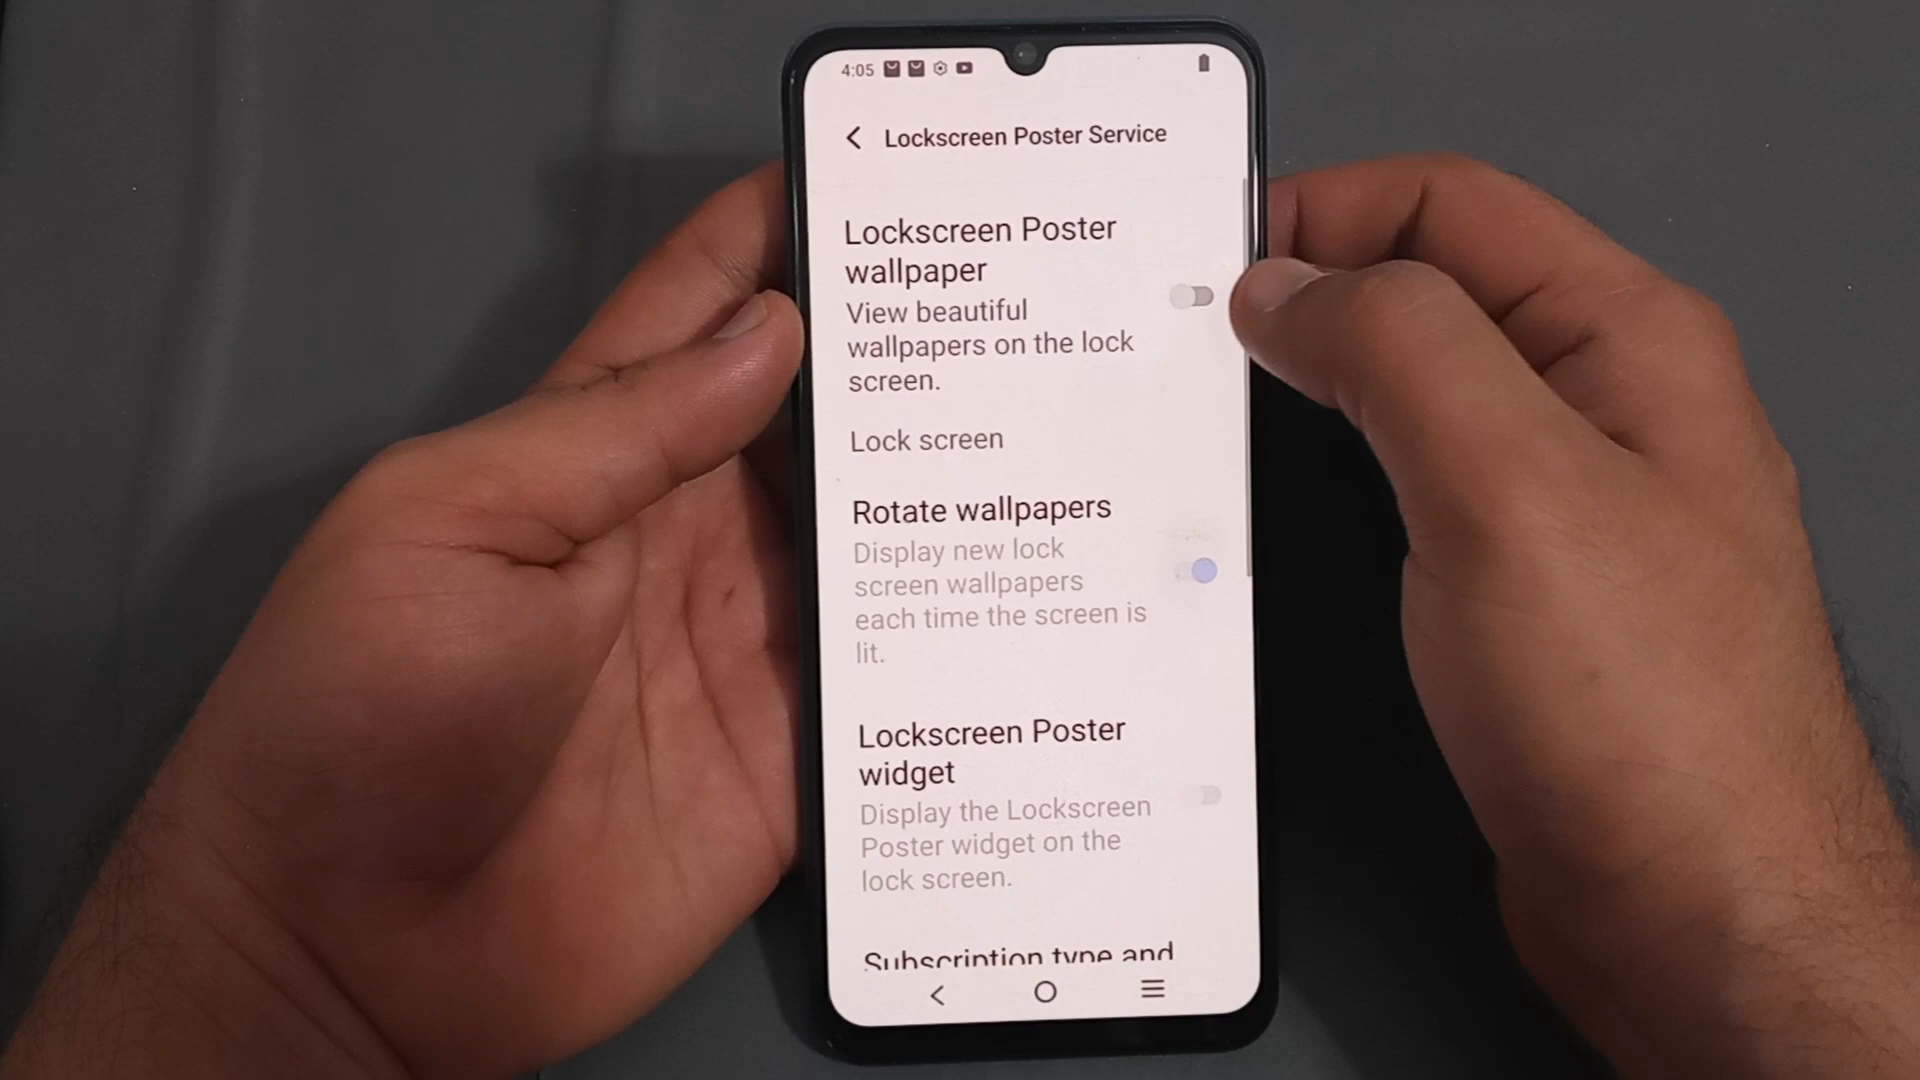 4:05
Lockscreen Poster Service
Lockscreen Poster
wallpaper
View beautiful
wallpapers on the lock
screen.
Lock screen
Rotate wallpapers
Display new lock
screen wallpapers
each time the screen is
lit.
Lockscreen Poster
widget
Display the Lockscreen
Poster widget on the
lock screen.
Subscription type and